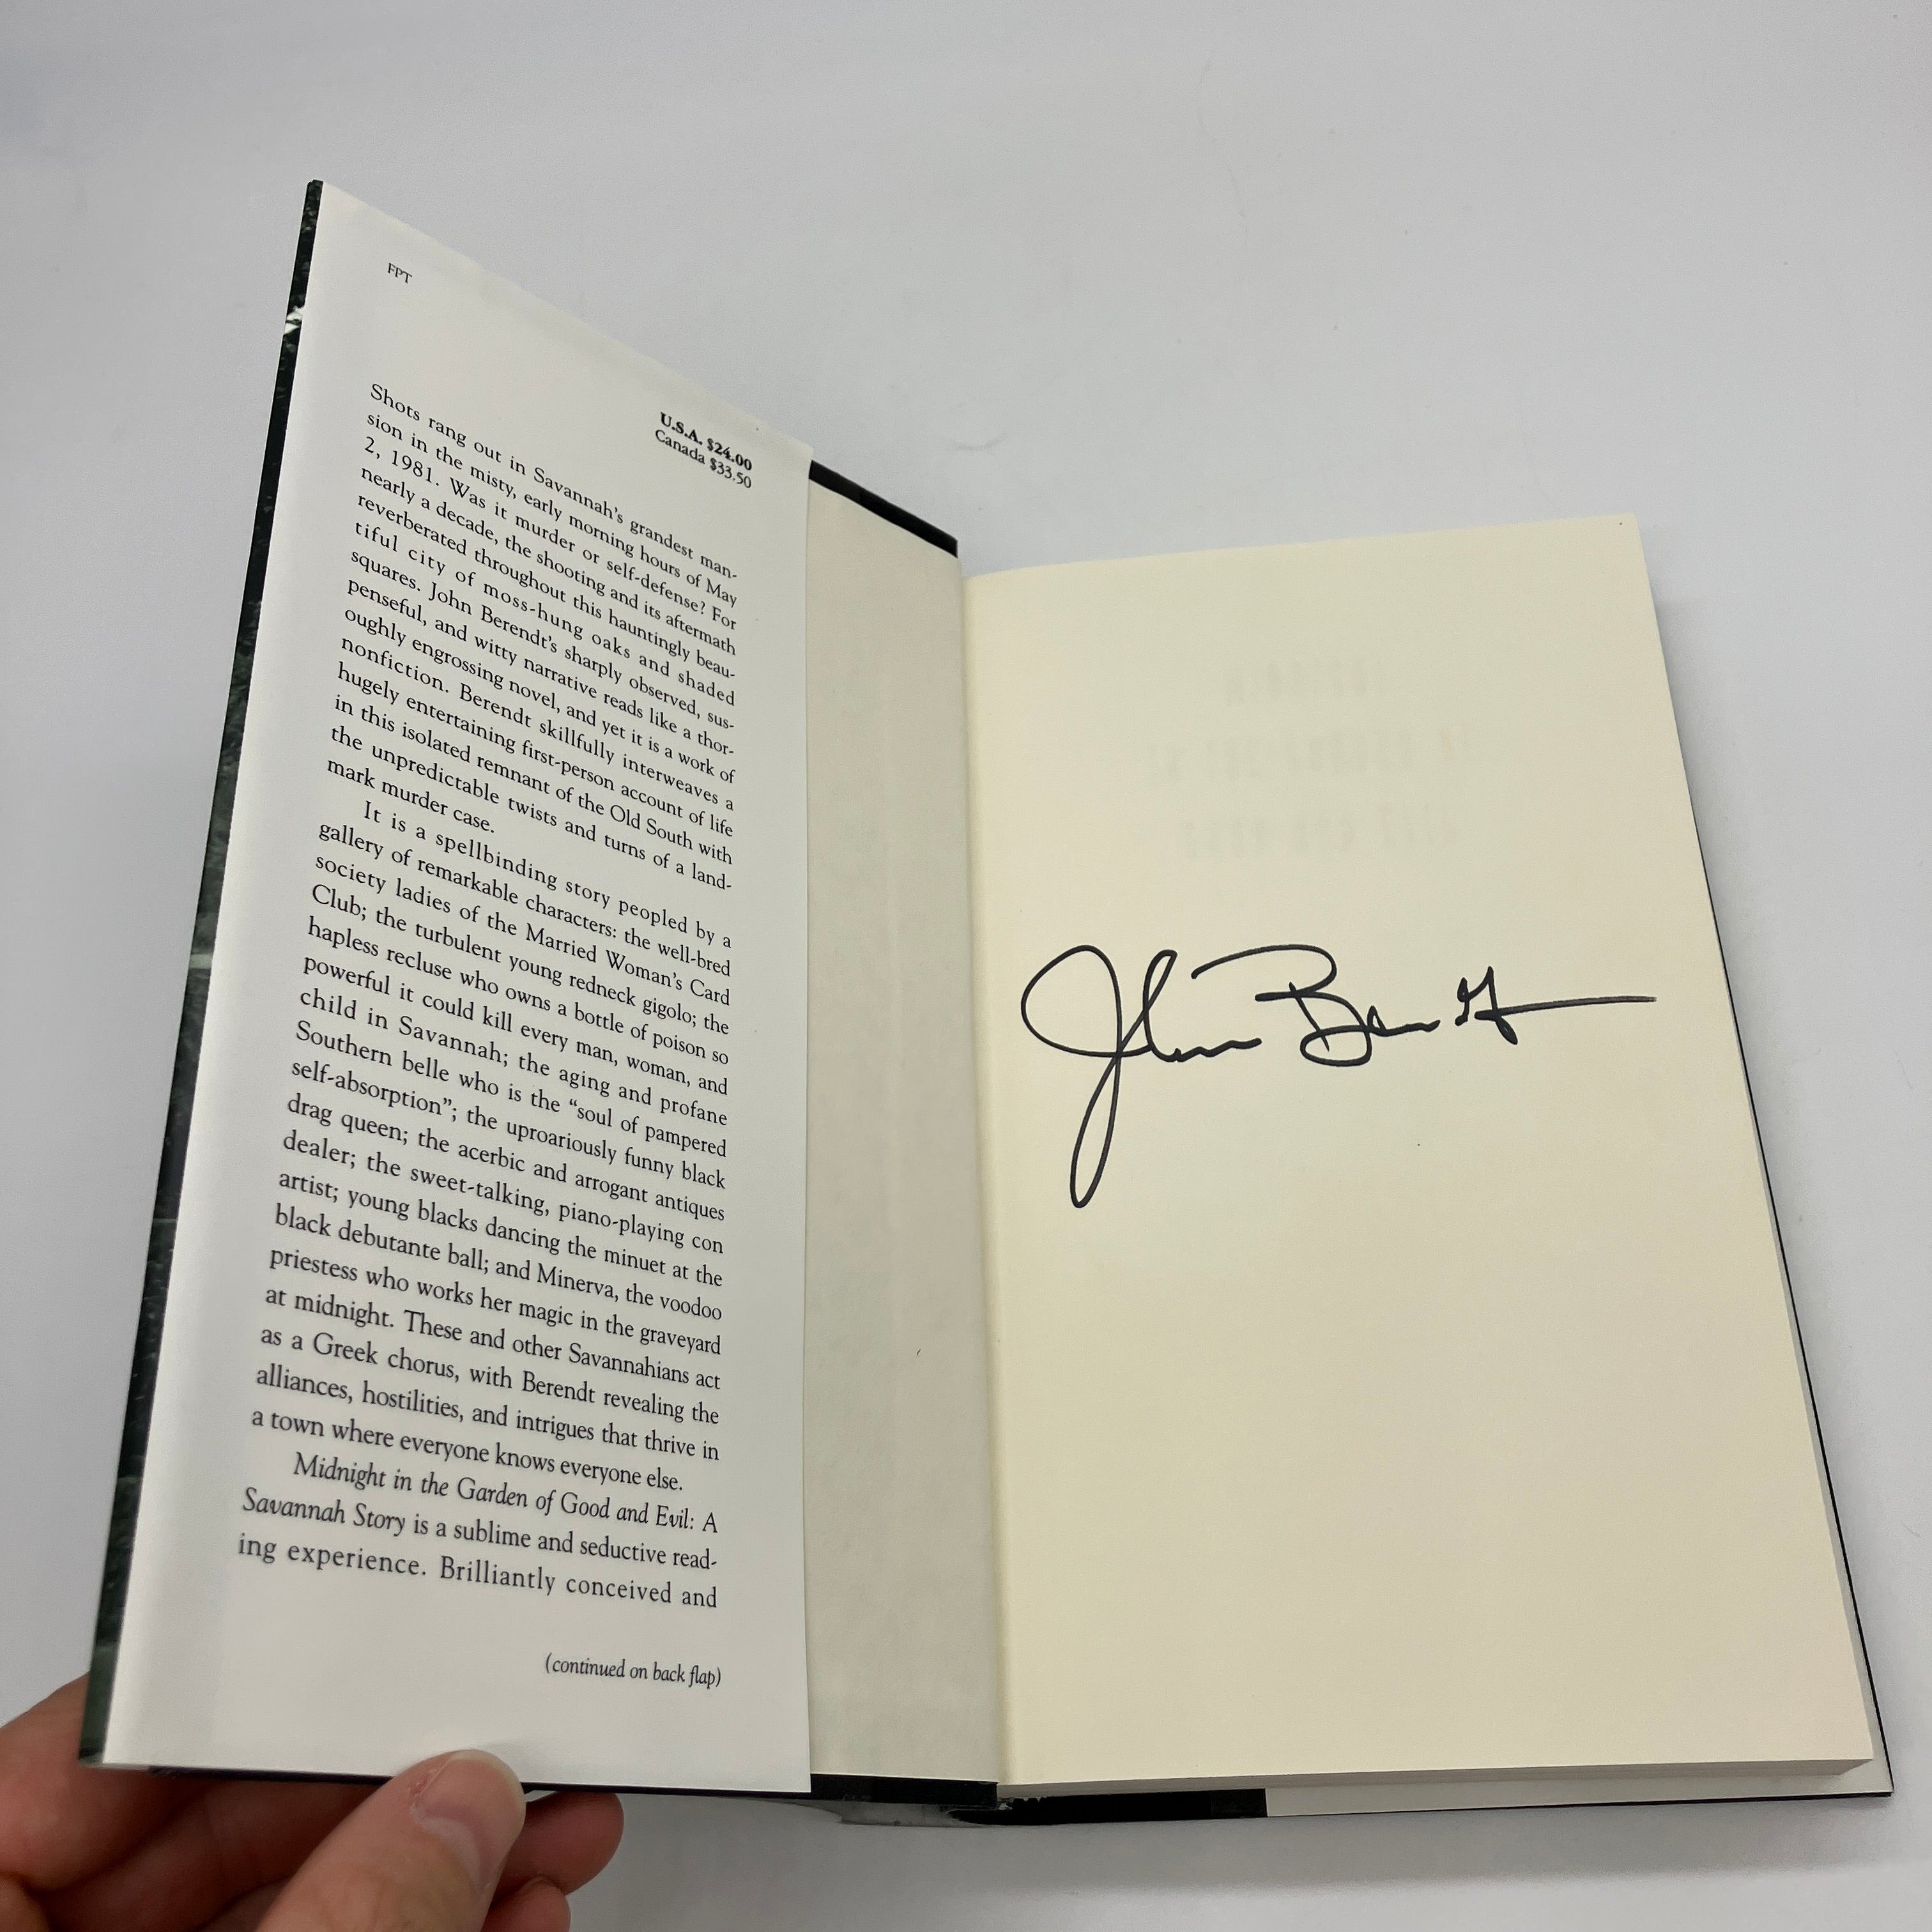 FPT
U.S.A. $24.00
Canada $33.50
Shots rang out in Savannah's grandest man-
sion in the misty, early morning hours of May
2, 1981. Was it murder or self-defense? For
nearly a decade, the shooting and its aftermath
reverberated throughout this hauntingly beau-
tiful city of moss-hung oaks and shaded
squares. John Berendt's sharply observed, sus-
penseful, and witty narrative reads like a thor-
oughly engrossing novel, and yet it is a work of
nonfiction. Berendt skillfully interweaves a
hugely entertaining first-person account of life
in this isolated remnant of the Old South with
the unpredictable twists and turns of a land-
mark murder case.
It is a spellbinding story peopled by a
gallery of remarkable characters: the well-bred
society ladies of the Married Woman's Card
Club; the turbulent young redneck gigolo; the
hapless recluse who owns a bottle of poison so
powerful it could kill every man, woman, and
child in Savannah; the aging and profane
Southern belle who is the “soul of pampered
self-absorption”; the uproariously funny black
drag queen; the acerbic and arrogant antiques
dealer; the sweet-talking, piano-playing con
artist; young blacks dancing the minuet at the
black debutante ball; and Minerva, the voodoo
priestess who works her magic in the graveyard
at midnight. These and other Savannahians act
as a Greek chorus, with Berendt revealing the
alliances, hostilities, and intrigues that thrive in
a town where everyone knows everyone else.
Midnight in the Garden of Good and Evil: A
Savannah Story is a sublime and seductive read-
ing experience. Brilliantly conceived and
(continued on back flap)
John Berendt